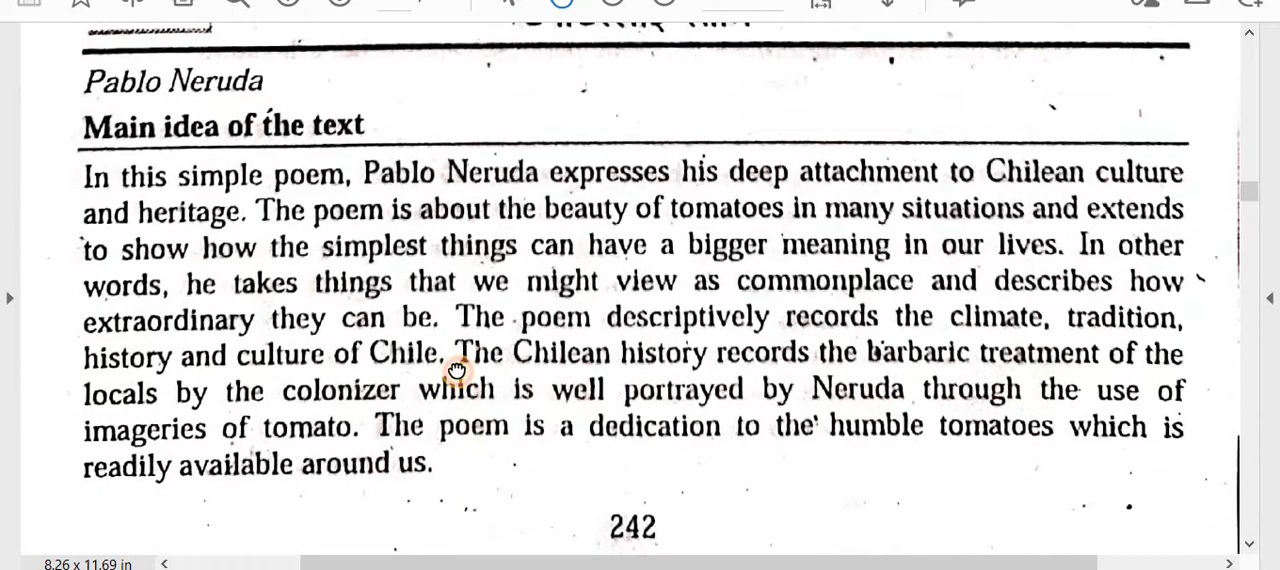 Pablo Neruda
Main idea of the text
In this simple poem, Pablo Neruda expresses his deep attachment to Chilean culture
and heritage. The poem is about the beauty of tomatoes in many situations and extends
to show how the simplest things can have a bigger meaning in our lives. In other
words, he takes things that we might view as commonplace and describes how
extraordinary they can be. The poem descriptively records the climate, tradition,
history and culture of Chile. The Chilean history records the barbaric treatment of the
locals by the colonizer which is well portrayed by Neruda through the use of
imageries of tomato. The poem is a dedication to the humble tomatoes which is
readily available around us.
242
8.26 x 11.69 in